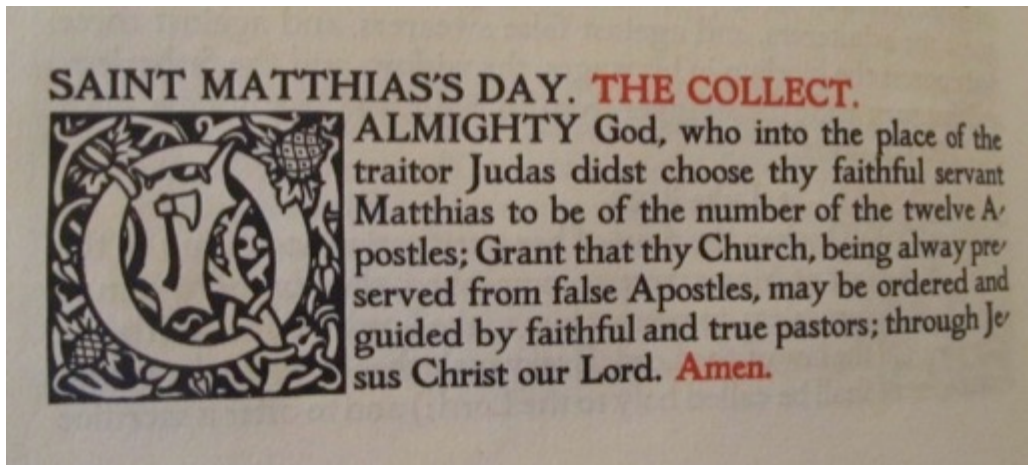 SAINT MATTHIAS'S DAY. THE COLLECT.
O ALMIGHTY God, who into the place of the
traitor Judas didst choose thy faithful servant
Matthias to be of the number of the twelve A-
postles; Grant that thy Church, being alway pre-
served from false Apostles, may be ordered and
guided by faithful and true pastors; through Je-
sus Christ our Lord. Amen.